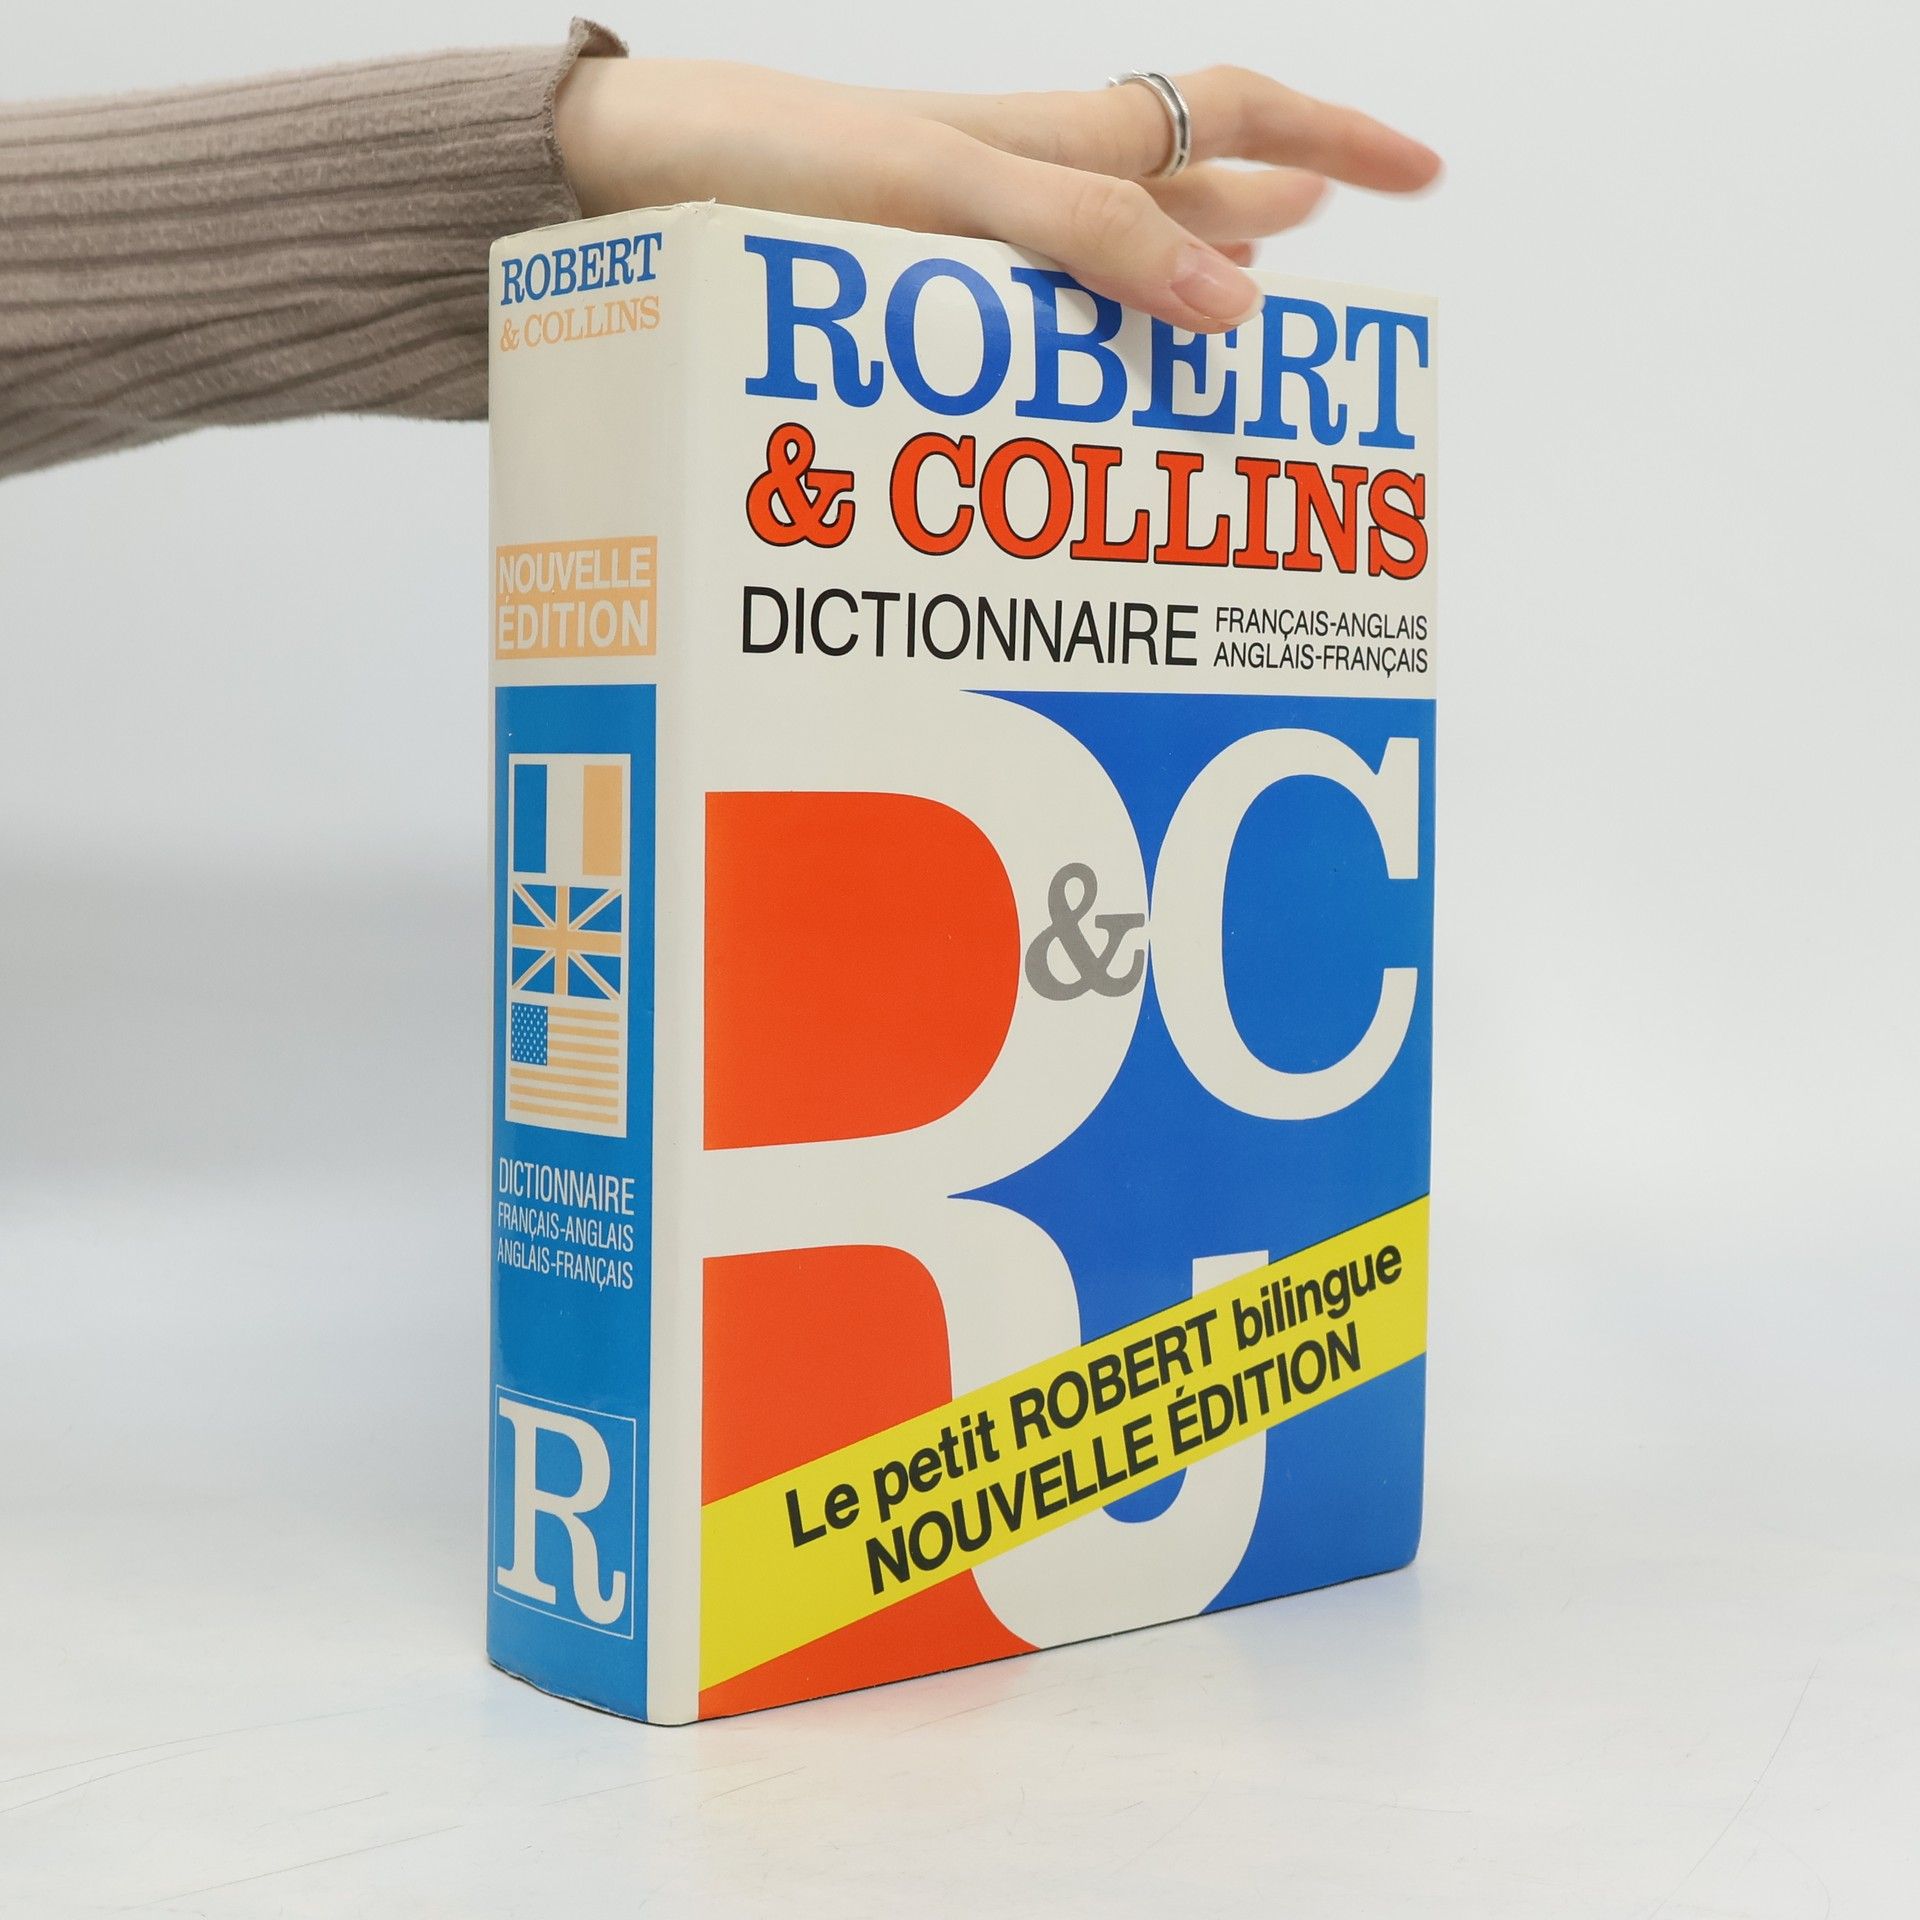 ROBERT
& COLLINS
NOUVELLE
ÉDITION
DICTIONNAIRE
FRANÇAIS-ANGLAIS
ANGLAIS-FRANÇAIS
R
ROBERT
& COLLINS
DICTIONNAIRE
FRANÇAIS-ANGLAIS
ANGLAIS-FRANÇAIS
R&C
Le petit ROBERT bilingue
NOUVELLE ÉDITION